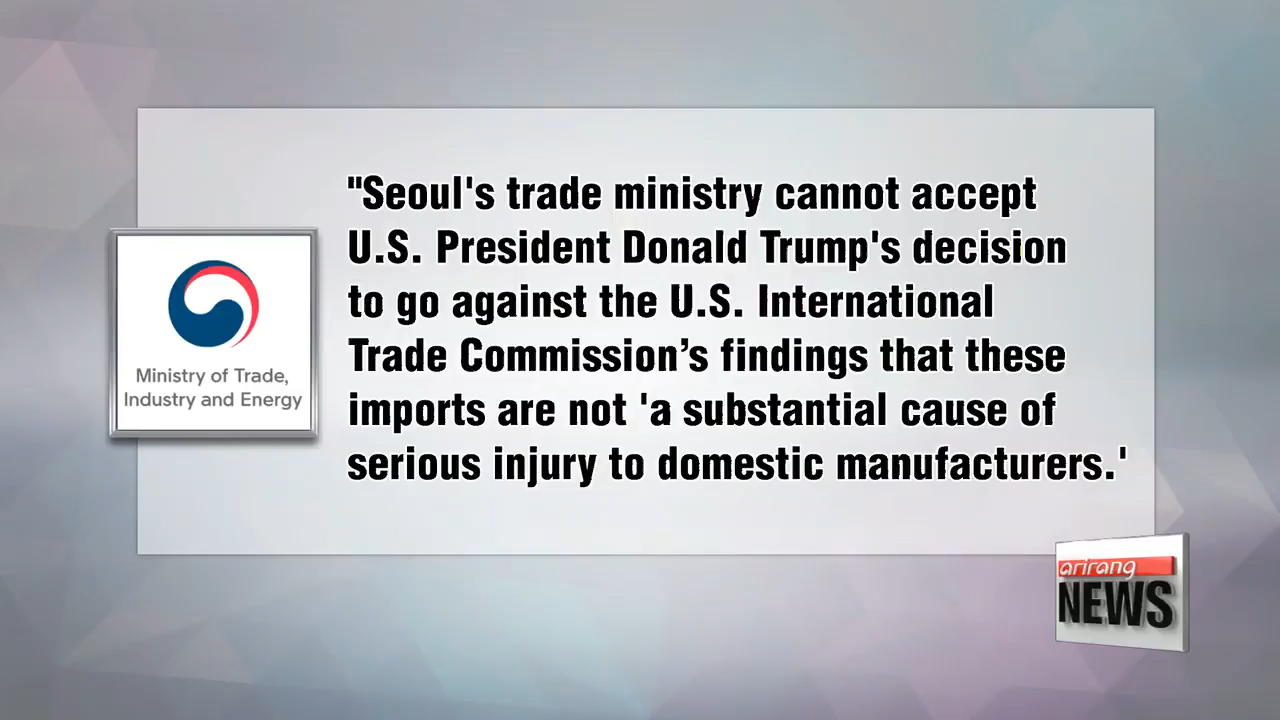 "Seoul's trade ministry cannot accept
U.S. President Donald Trump's decision
to go against the U.S. International
Trade Commission’s findings that these
imports are not 'a substantial cause of
serious injury to domestic manufacturers.'
Ministry of Trade,
Industry and Energy
arirang
NEWS